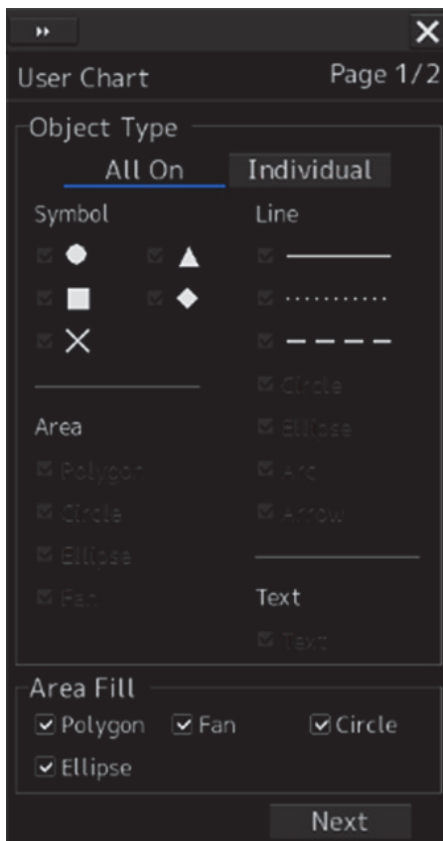 User Chart Page 1/2
Object Type
All On Individual
Symbol Line
Circle
Area Ellipse
Polygon Arc
Circle Arrow
Ellipse
Fan Text
Text
Area Fill
Polygon Fan Circle
Ellipse
Next